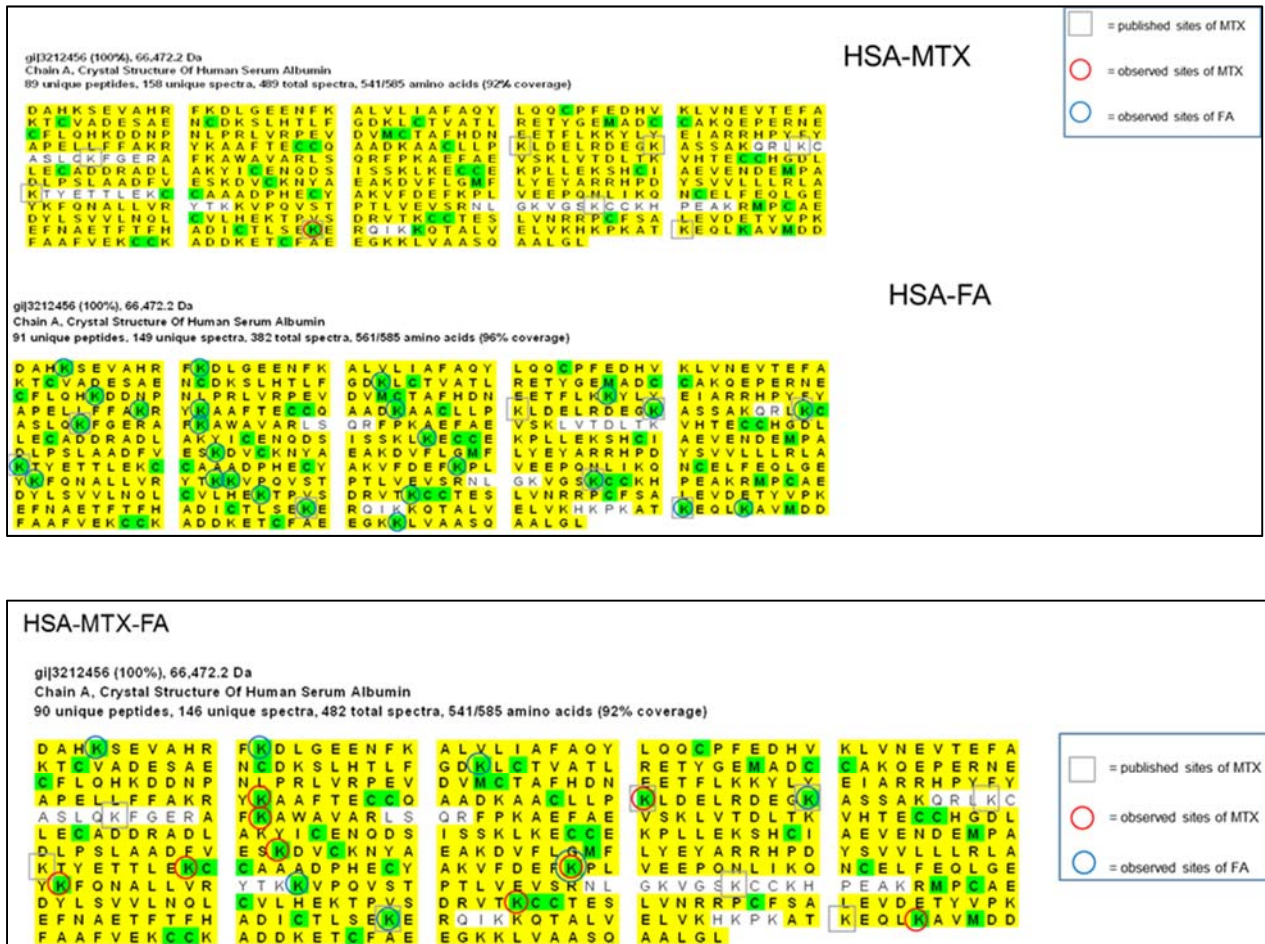 HSA-MTX
gi|3212456 (100%), 66,472.2 Da
Chain A, Crystal Structure Of Human Serum Albumin
89 unique peptides, 158 unique spectra, 489 total spectra, 541/585 amino acids (92% coverage)
= published sites of MTX
= observed sites of MTX
= observed sites of FA
DAHKSEVAHR FKDLGEENFK ALVLIAFAQY LQQCPFEDHV KLVNEVTEFA
KTCVADESAE NCDKSLHTLF GDKLCTVATL RETYGEMADC CAKQEPERNE
CFLQHKDDNP NLPRLVRPEV DVMCTAFHDN EETFLKKYLY EIARRHPYFY
APELLFFAKR YKAAFTECCQ AADKAACLLP KLDELRDEGK ASSAKQRLKC
ASLQKFGERA FKAWAVARLS QRFPKAEFAE VSKLVTDLTK VHTECCHGDL
LECADDRADL AKYICENQDS ISSKLKECCE KPLLEKSHCI AEVENDEMPA
DLPSLAADFV ESKDVCKNYA EAKDVFLGMF LYEYARRHPD YSVVLLLRLA
KTYETTLEKC CAAADPHECY AKVFDEFKPL VEEPQNLIKQ NCELFEQLGE
YKFQNALLVR YTKKVPQVST PTLVEVSRNL GKVGSKCCKH PEAKRMPCAE
DYLSVVLNQL CVLHEKTPVS DRVTKCCTES LVNRRPCFSA LEVDETYVPK
EFNAETFTFH ADICTLSEKE RQIKKQTALV ELVKHKPKAT KEQLKAVMDD
FAAFVEKCCK ADDKETCFAE EGKKLVAASQ AALGL
HSA-FA
gi|3212456 (100%), 66,472.2 Da
Chain A, Crystal Structure Of Human Serum Albumin
91 unique peptides, 149 unique spectra, 382 total spectra, 561/585 amino acids (96% coverage)
DAHKSEVAHR FKDLGEENFK ALVLIAFAQY LQQCPFEDHV KLVNEVTEFA
KTCVADESAE NCDKSLHTLF GDKLCTVATL RETYGEMADC CAKQEPERNE
CFLQHKDDNP NLPRLVRPEV DVMCTAFHDN EETFLKKYLY EIARRHPYFY
APELLFFAKR YKAAFTECCQ AADKAACLLP KLDELRDEGK ASSAKQRLKC
ASLQKFGERA FKAWAVARLS QRFPKAEFAE VSKLVTDLTK VHTECCHGDL
LECADDRADL AKYICENQDS ISSKLKECCE KPLLEKSHCI AEVENDEMPA
DLPSLAADFV ESKDVCKNYA EAKDVFLGMF LYEYARRHPD YSVVLLLRLA
KTYETTLEKC CAAADPHECY AKVFDEFKPL VEEPQNLIKQ NCELFEQLGE
YKFQNALLVR YTKKVPQVST PTLVEVSRNL GKVGSKCCKH PEAKRMPCAE
DYLSVVLNQL CVLHEKTPVS DRVTKCCTES LVNRRPCFSA LEVDETYVPK
EFNAETFTFH ADICTLSEKE RQIKKQTALV ELVKHKPKAT KEQLKAVMDD
FAAFVEKCCK ADDKETCFAE EGKKLVAASQ AALGL
HSA-MTX-FA
gi|3212456 (100%), 66,472.2 Da
Chain A, Crystal Structure Of Human Serum Albumin
90 unique peptides, 146 unique spectra, 482 total spectra, 541/585 amino acids (92% coverage)
DAHKSEVAHR FKDLGEENFK ALVLIAFAQY LQQCPFEDHV KLVNEVTEFA
KTCVADESAE NCDKSLHTLF GDKLCTVATL RETYGEMADC CAKQEPERNE
CFLQHKDDNP NLPRLVRPEV DVMCTAFHDN EETFLKKYLY EIARRHPYFY
APELLFFAKR YKAAFTECCQ AADKAACLLP KLDELRDEGK ASSAKQRLKC
ASLQKFGERA FKAWAVARLS QRFPKAEFAE VSKLVTDLTK VHTECCHGDL
LECADDRADL AKYICENQDS ISSKLKECCE KPLLEKSHCI AEVENDEMPA
DLPSLAADFV ESKDVCKNYA EAKDVFLGMF LYEYARRHPD YSVVLLLRLA
KTYETTLEKC CAAADPHECY AKVFDEFKPL VEEPQNLIKQ NCELFEQLGE
YKFQNALLVR YTKKVPQVST PTLVEVSRNL GKVGSKCCKH PEAKRMPCAE
DYLSVVLNQL CVLHEKTPVS DRVTKCCTES LVNRRPCFSA LEVDETYVPK
EFNAETFTFH ADICTLSEKE RQIKKQTALV ELVKHKPKAT KEQLKAVMDD
FAAFVEKCCK ADDKETCFAE EGKKLVAASQ AALGL
= published sites of MTX
= observed sites of MTX
= observed sites of FA